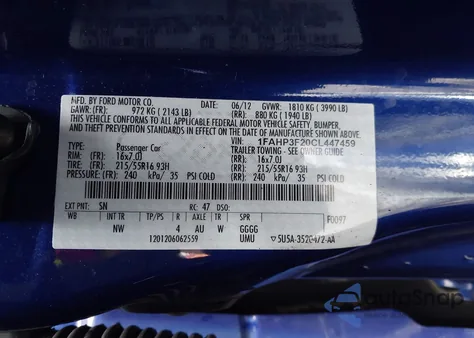 MFD. BY FORD MOTOR CO. DATE: 06/12 GVWR: 1810 KG ( 3990 LB)
GAWR: (FR): 972 KG ( 2143 LB) (RR): 880 KG ( 1940 LB)
THIS VEHICLE CONFORMS TO ALL APPLICABLE FEDERAL MOTOR VEHICLE
SAFETY, BUMPER, AND THEFT PREVENTION STANDARDS IN EFFECT ON THE DATE OF
MANUFACTURE SHOWN ABOVE.
VIN: 1FAHP3F20CL447459
TYPE: Passenger Car TRAILER TOWING - SEE OWNER GUIDE
RIM: (FR) 16x7.0J (RR): 16x7.0J
TIRE: (FR) 215/55R16 93H (RR): 215/55R16 93H
PRESSURE: (FR) 240 kPa/ 35 PSI COLD (RR): 240 kPa/ 35 PSI COLD
EXT PNT: SN RC: 47 DSO: F0097
WB INT TR TP/PS R AXLE TR SPR
NW 4 AU W GGGG
1201206062559 UMU
autosnap